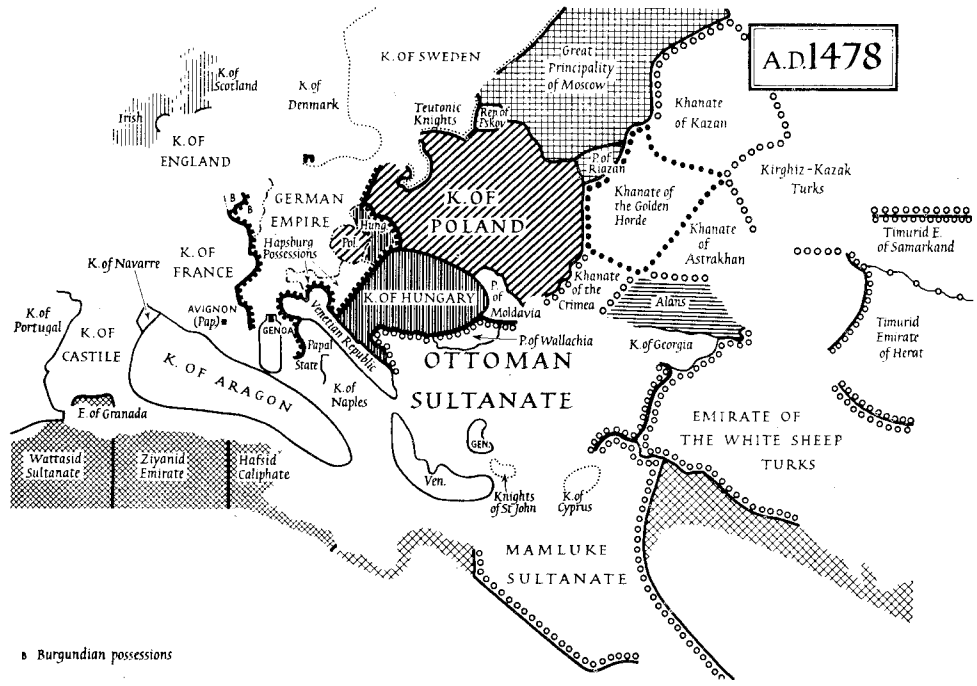 A.D.1478
K. of
Scotland
Irish
K. OF
ENGLAND
K. of
Denmark
K. OF SWEDEN
Teutonic
Knights
Rep. of
Pskov
Great
Principality
of Moscow
P. of
Riazan
Khanate
of Kazan
Kirghiz-Kazak
Turks
Khanate of
the Golden
Horde
Khanate
of
Astrakhan
Timurid E.
of Samarkand
Timurid
Emirate
of Herat
B
B
GERMAN
EMPIRE
Hung.
Pol.
Hapsburg
Possessions
K. OF
POLAND
K. OF
FRANCE
K. of Navarre
K. of
Portugal
K. OF
CASTILE
AVIGNON
(Pap)
GENOA
Papal
State
Venetian Republic
K. of
Naples
K. OF HUNGARY
P.
of
Moldavia
P. of Wallachia
Khanate
of the
Crimea
Alans
K. of Georgia
K. OF ARAGON
E. of Granada
Wattasid
Sultanate
Ziyanid
Emirate
Hafsid
Caliphate
OTTOMAN
SULTANATE
GEN.
Ven.
Knights
of St John
K. of
Cyprus
EMIRATE OF
THE WHITE SHEEP
TURKS
MAMLUKE
SULTANATE
B Burgundian possessions